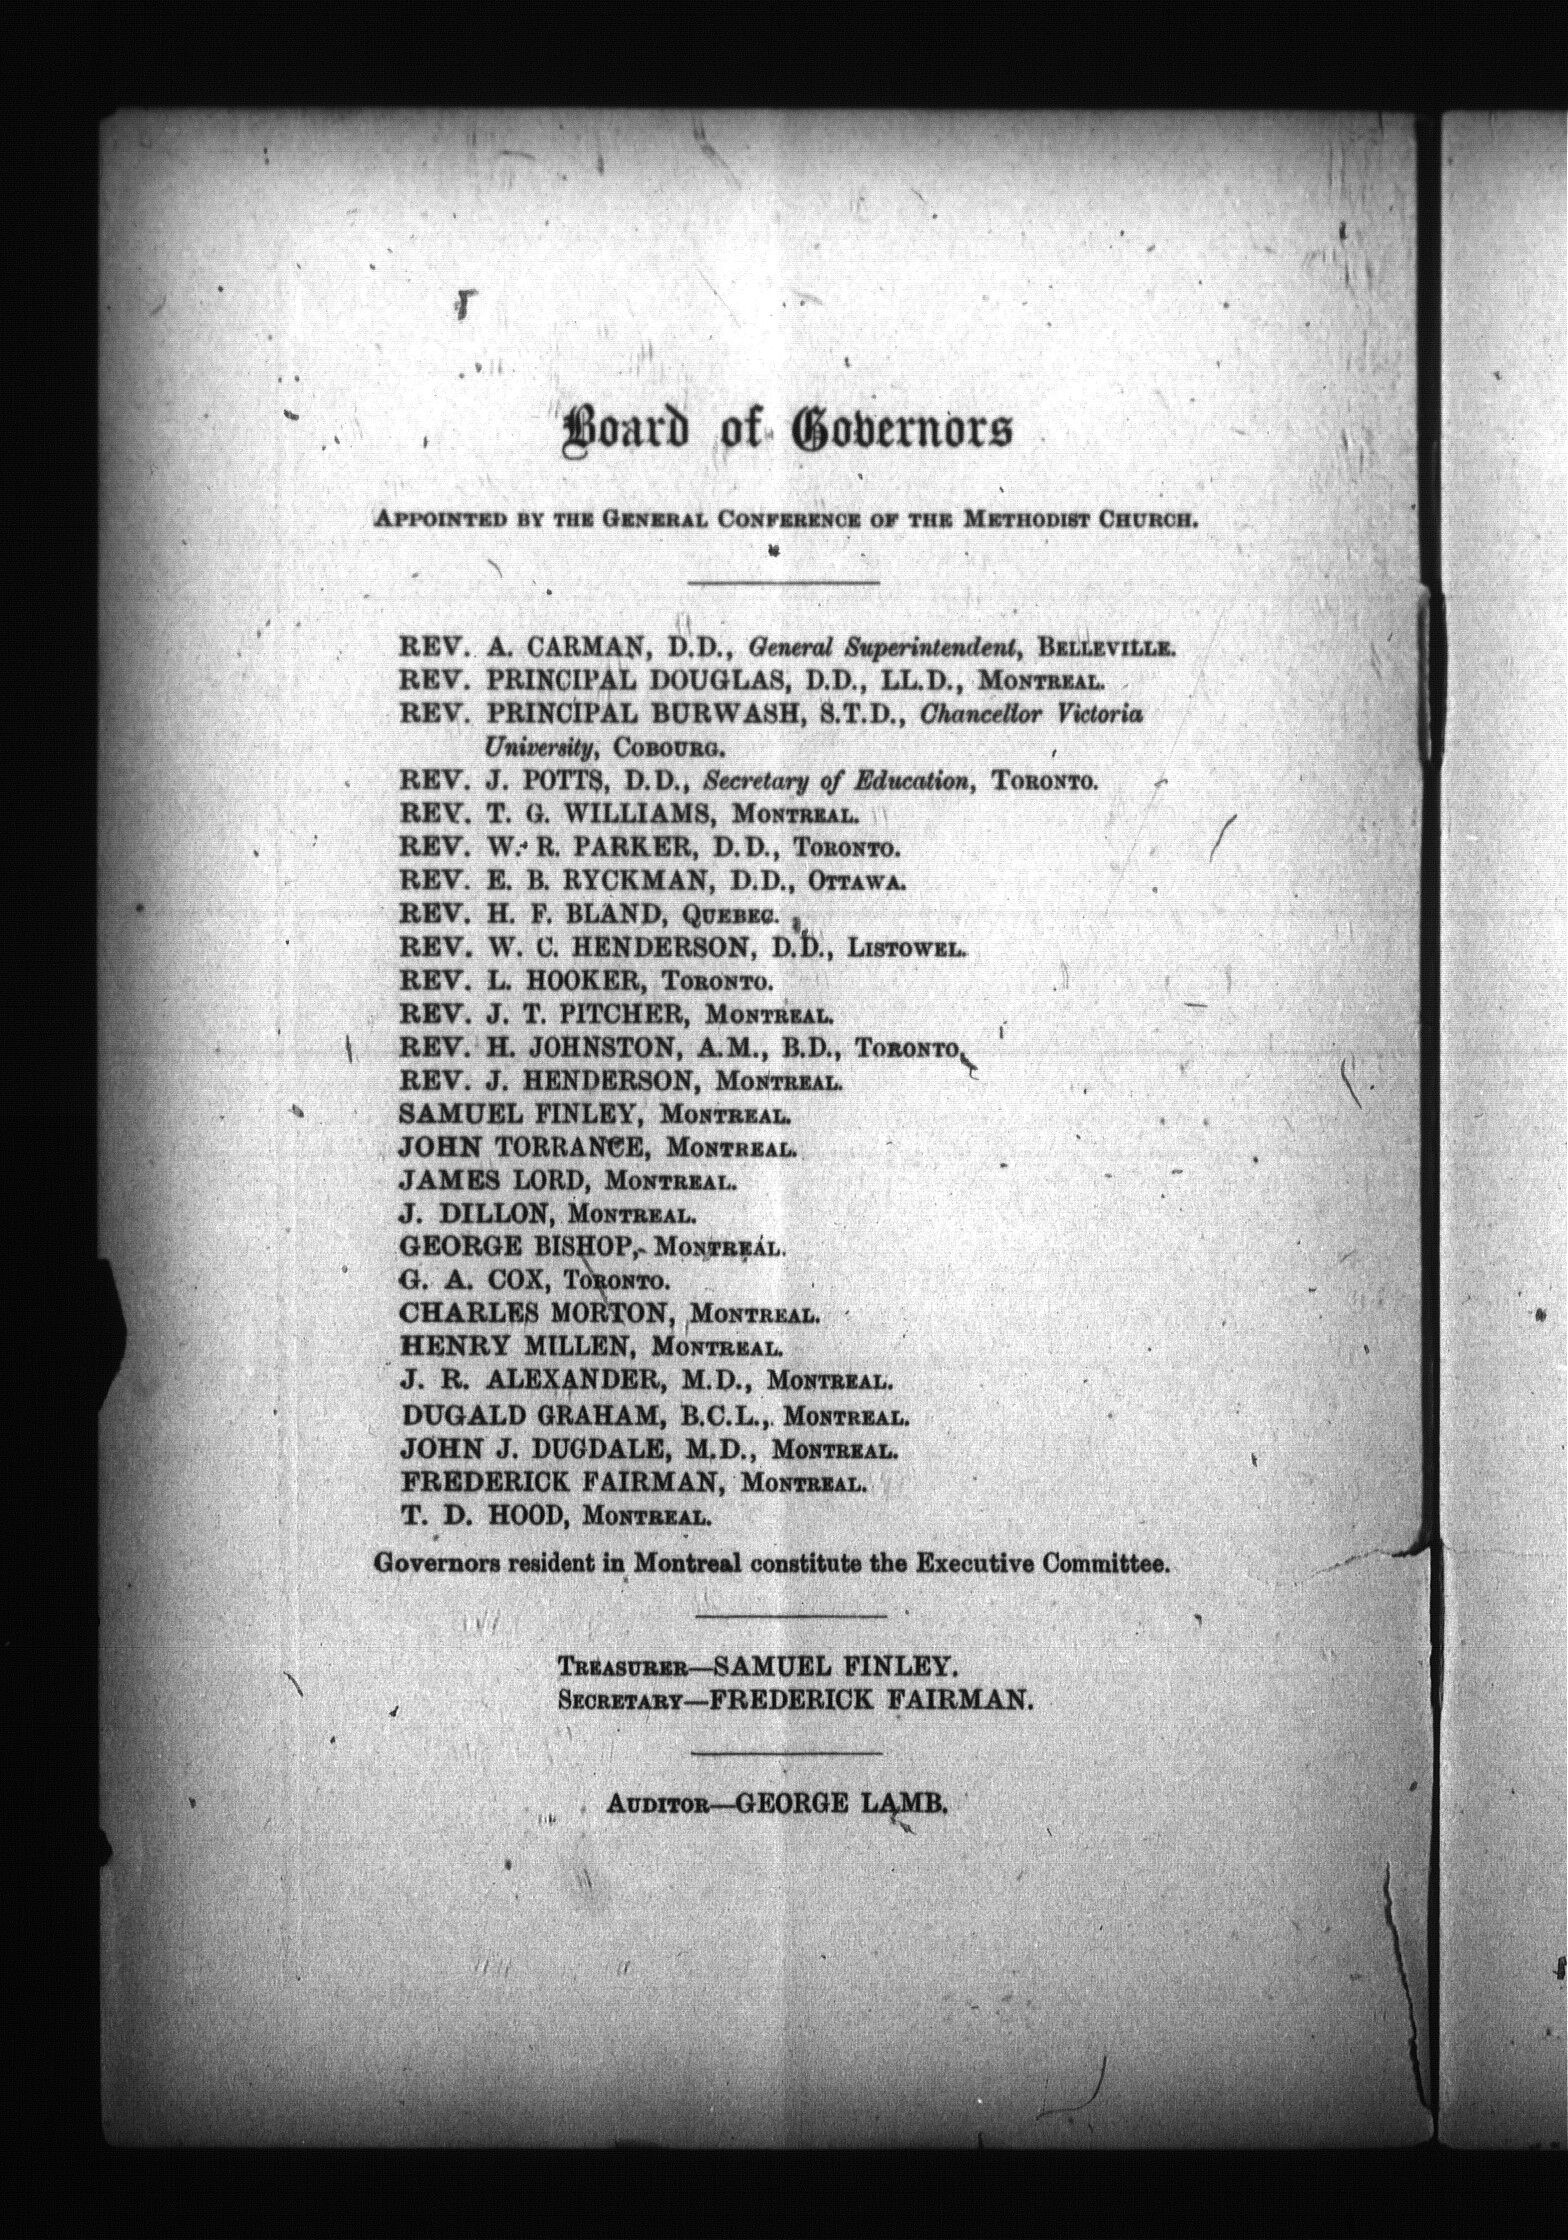 Board of Governors
APPOINTED BY THE GENERAL CONFERENCE OF THE METHODIST CHURCH.
REV. A. CARMAN, D.D., General Superintendent, BELLEVILLE.
REV. PRINCIPAL DOUGLAS, D.D., LL.D., MONTREAL.
REV. PRINCIPAL BURWASH, S.T.D., Chancellor Victoria
University, COBOURG.
REV. J. POTTS, D.D., Secretary of Education, TORONTO.
REV. T. G. WILLIAMS, MONTREAL.
REV. W. R. PARKER, D.D., TORONTO.
REV. E. B. RYCKMAN, D.D., OTTAWA.
REV. H. F. BLAND, QUEBEC.
REV. W. C. HENDERSON, D.D., LISTOWEL.
REV. L. HOOKER, TORONTO.
REV. J. T. PITCHER, MONTREAL.
REV. H. JOHNSTON, A.M., B.D., TORONTO.
REV. J. HENDERSON, MONTREAL.
SAMUEL FINLEY, MONTREAL.
JOHN TORRANCE, MONTREAL.
JAMES LORD, MONTREAL.
J. DILLON, MONTREAL.
GEORGE BISHOP, MONTREAL.
G. A. COX, TORONTO.
CHARLES MORTON, MONTREAL.
HENRY MILLEN, MONTREAL.
J. R. ALEXANDER, M.D., MONTREAL.
DUGALD GRAHAM, B.C.L., MONTREAL.
JOHN J. DUGDALE, M.D., MONTREAL.
FREDERICK FAIRMAN, MONTREAL.
T. D. HOOD, MONTREAL.
Governors resident in Montreal constitute the Executive Committee.
TREASURER—SAMUEL FINLEY.
SECRETARY—FREDERICK FAIRMAN.
AUDITOR—GEORGE LAMB.